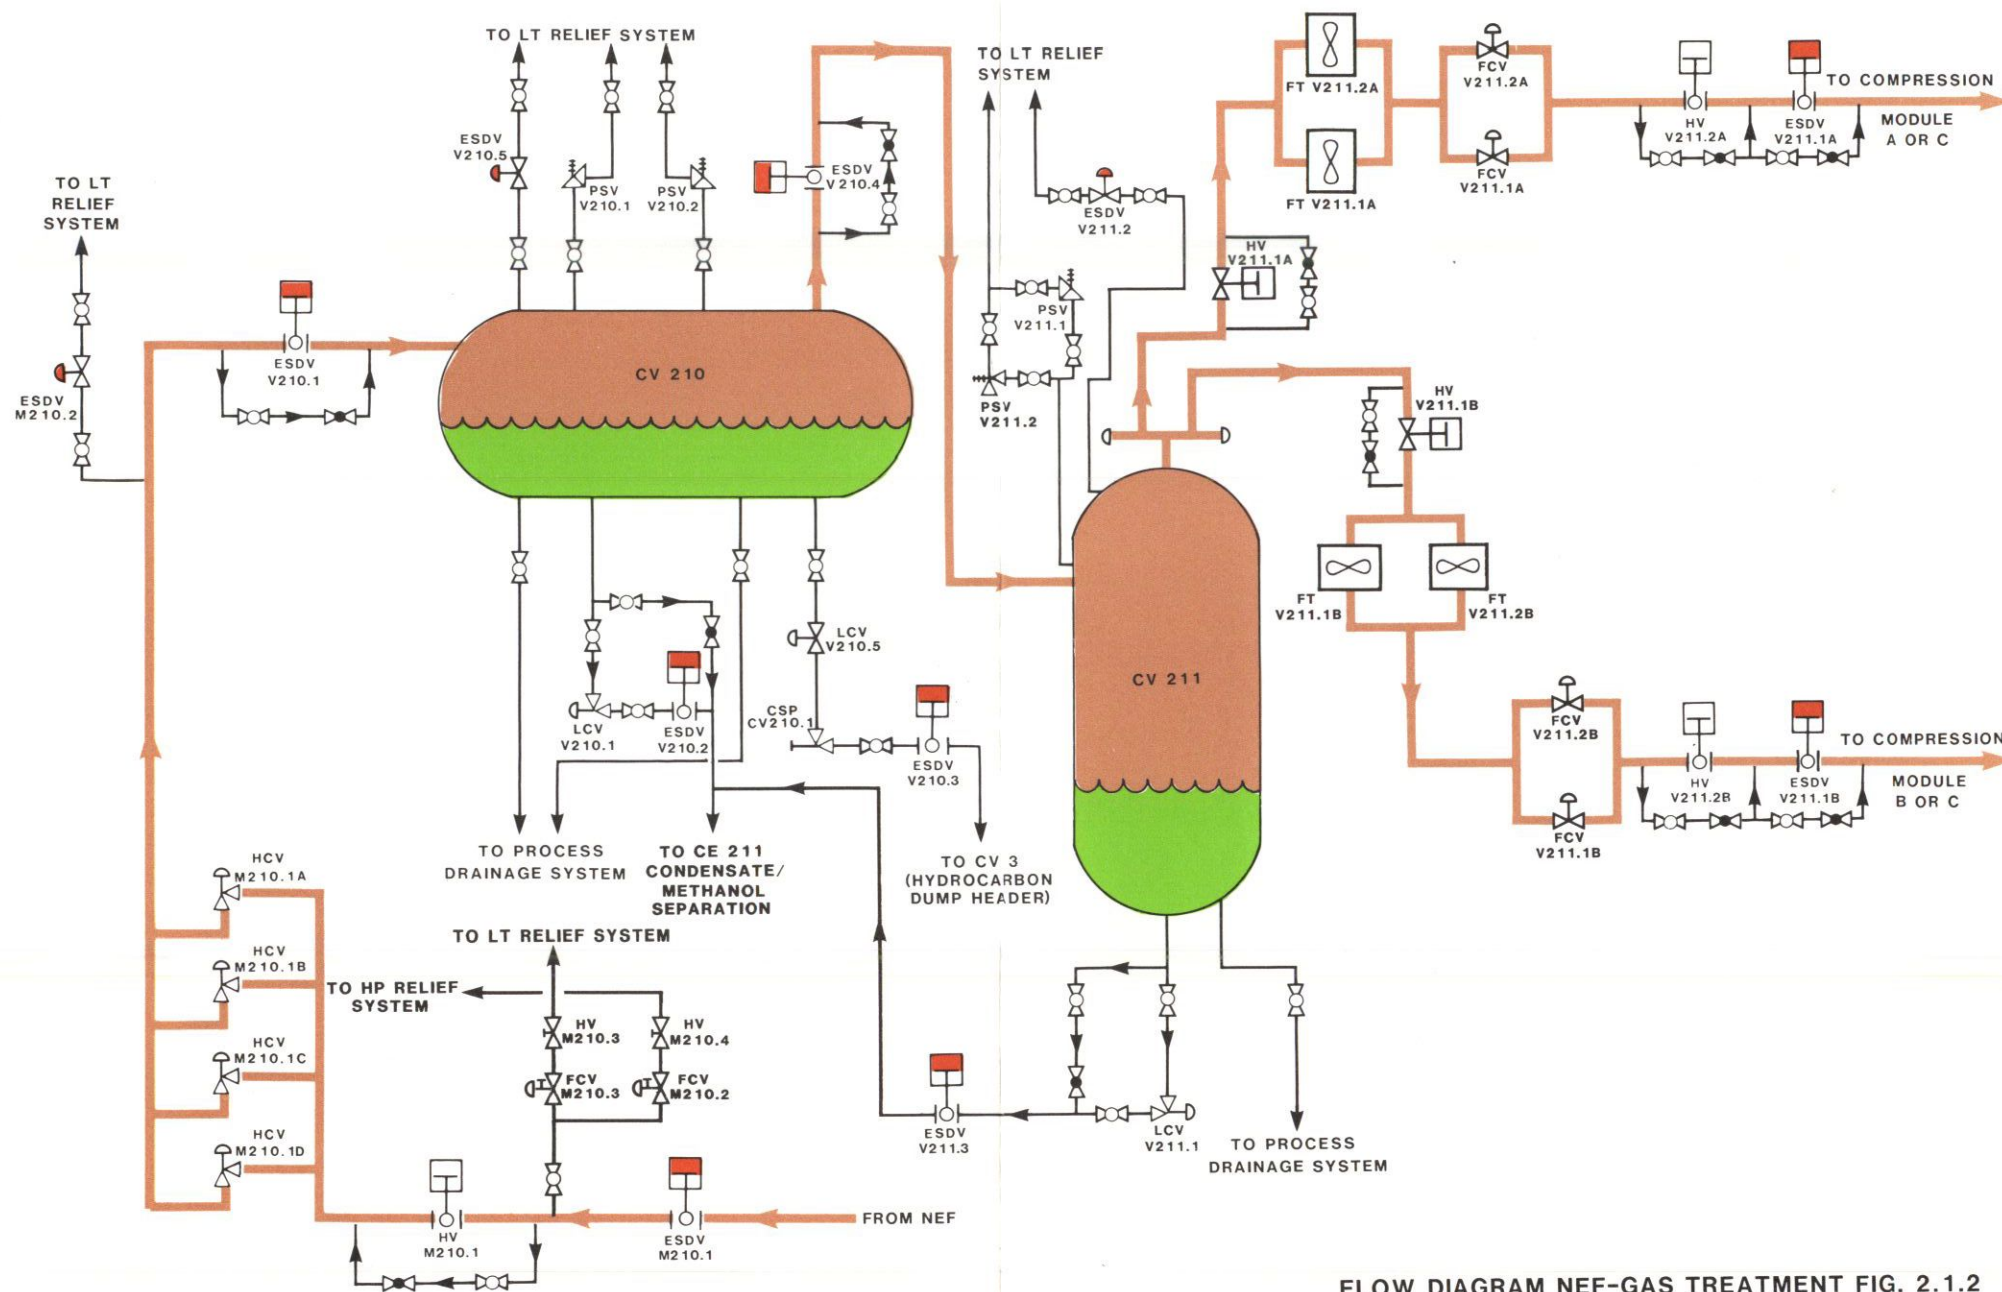 TO LT RELIEF SYSTEM
ESDV
V210.5
PSV
V210.1
PSV
V210.2
ESDV
V210.4
TO LT
RELIEF
SYSTEM
ESDV
M210.2
ESDV
V210.1
CV 210
TO LT RELIEF
SYSTEM
ESDV
V211.2
PSV
V211.1
PSV
V211.2
HV
V211.1A
FT V211.2A
FT V211.1A
FCV
V211.2A
FCV
V211.1A
HV
V211.2A
ESDV
V211.1A
TO COMPRESSION
MODULE
A OR C
HV
V211.1B
FT
V211.1B
FT
V211.2B
FCV
V211.2B
FCV
V211.1B
HV
V211.2B
ESDV
V211.1B
TO COMPRESSION
MODULE
B OR C
CV 211
LCV
V210.5
LCV
V210.1
ESDV
V210.2
CSP
CV210.1
ESDV
V210.3
TO PROCESS
DRAINAGE SYSTEM
TO CE 211
CONDENSATE/
METHANOL
SEPARATION
TO CV 3
(HYDROCARBON
DUMP HEADER)
HCV
M210.1A
HCV
M210.1B
HCV
M210.1C
HCV
M210.1D
TO LT RELIEF SYSTEM
TO HP RELIEF
SYSTEM
HV
M210.3
HV
M210.4
FCV
M210.3
FCV
M210.2
HV
M210.1
ESDV
M210.1
FROM NEF
ESDV
V211.3
LCV
V211.1
TO PROCESS
DRAINAGE SYSTEM
FLOW DIAGRAM NEF-GAS TREATMENT FIG. 2.1.2